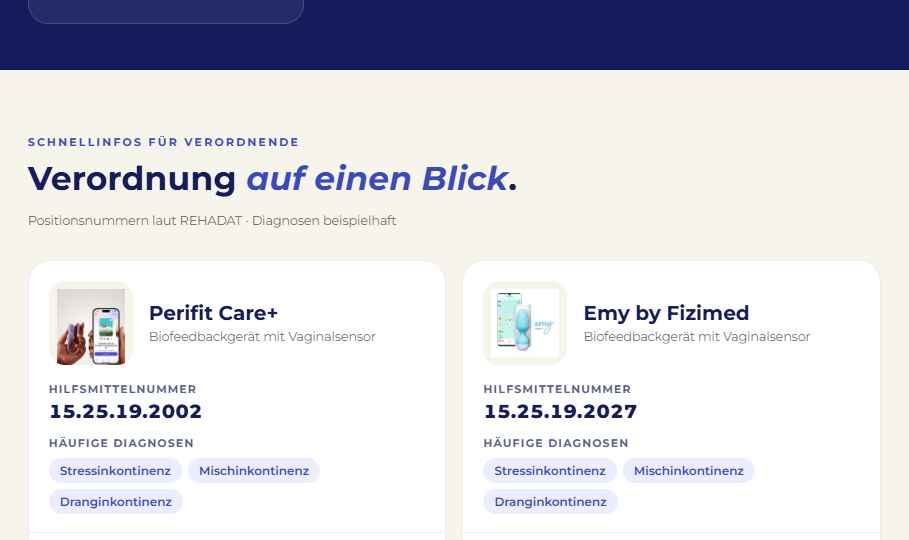 SCHNELLINFOS FÜR VERORDNENDE
Verordnung auf einen Blick.
Positionsnummern laut REHADAT · Diagnosen beispielhaft
Perifit Care+
Biofeedbackgerät mit Vaginalsensor
HILFSMITTELNUMMER
15.25.19.2002
HÄUFIGE DIAGNOSEN
Stressinkontinenz
Mischinkontinenz
Dranginkontinenz
emy
Emy by Fizimed
Biofeedbackgerät mit Vaginalsensor
HILFSMITTELNUMMER
15.25.19.2027
HÄUFIGE DIAGNOSEN
Stressinkontinenz
Mischinkontinenz
Dranginkontinenz